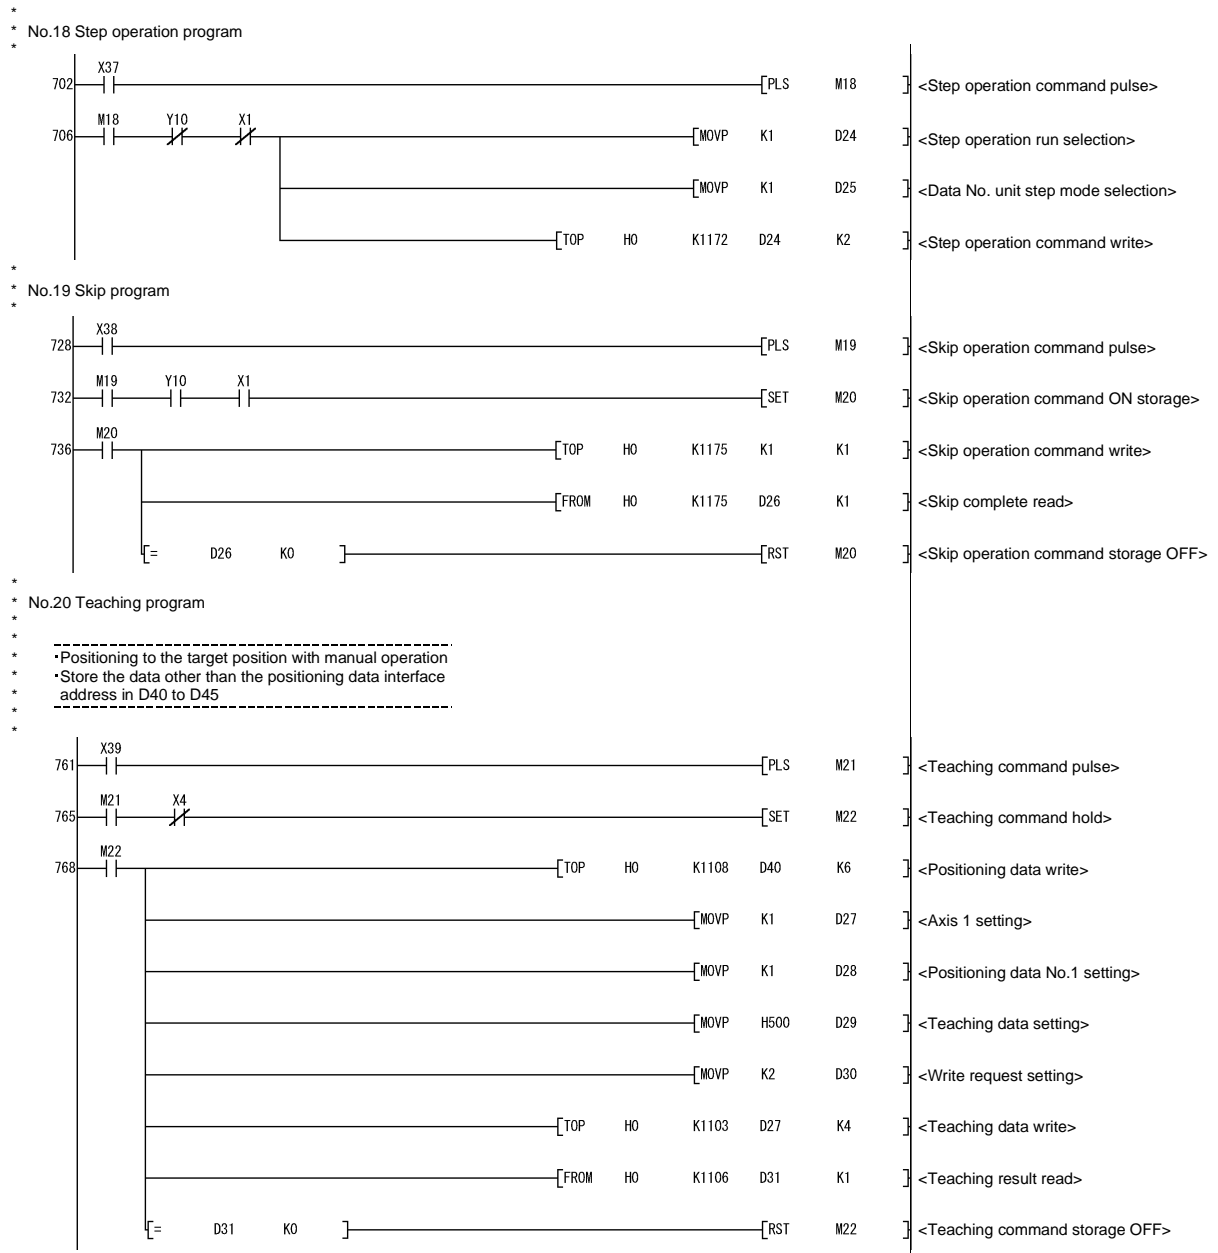 *
* No.18 Step operation program
*
X37
702 [PLS M18 ] <Step operation command pulse>
M18 Y10 X1
706 [MOVP K1 D24 ] <Step operation run selection>
[MOVP K1 D25 ] <Data No. unit step mode selection>
[TOP H0 K1172 D24 K2 ] <Step operation command write>
*
* No.19 Skip program
*
X38
728 [PLS M19 ] <Skip operation command pulse>
M19 Y10 X1
732 [SET M20 ] <Skip operation command ON storage>
M20
736 [TOP H0 K1175 K1 K1 ] <Skip operation command write>
[FROM H0 K1175 D26 K1 ] <Skip complete read>
[= D26 K0 ] [RST M20 ] <Skip operation command storage OFF>
*
* No.20 Teaching program
*
*
* ･Positioning to the target position with manual operation
* ･Store the data other than the positioning data interface
* address in D40 to D45
*
*
X39
761 [PLS M21 ] <Teaching command pulse>
M21 X4
765 [SET M22 ] <Teaching command hold>
M22
768 [TOP H0 K1108 D40 K6 ] <Positioning data write>
[MOVP K1 D27 ] <Axis 1 setting>
[MOVP K1 D28 ] <Positioning data No.1 setting>
[MOVP H500 D29 ] <Teaching data setting>
[MOVP K2 D30 ] <Write request setting>
[TOP H0 K1103 D27 K4 ] <Teaching data write>
[FROM H0 K1106 D31 K1 ] <Teaching result read>
[= D31 K0 ] [RST M22 ] <Teaching command storage OFF>